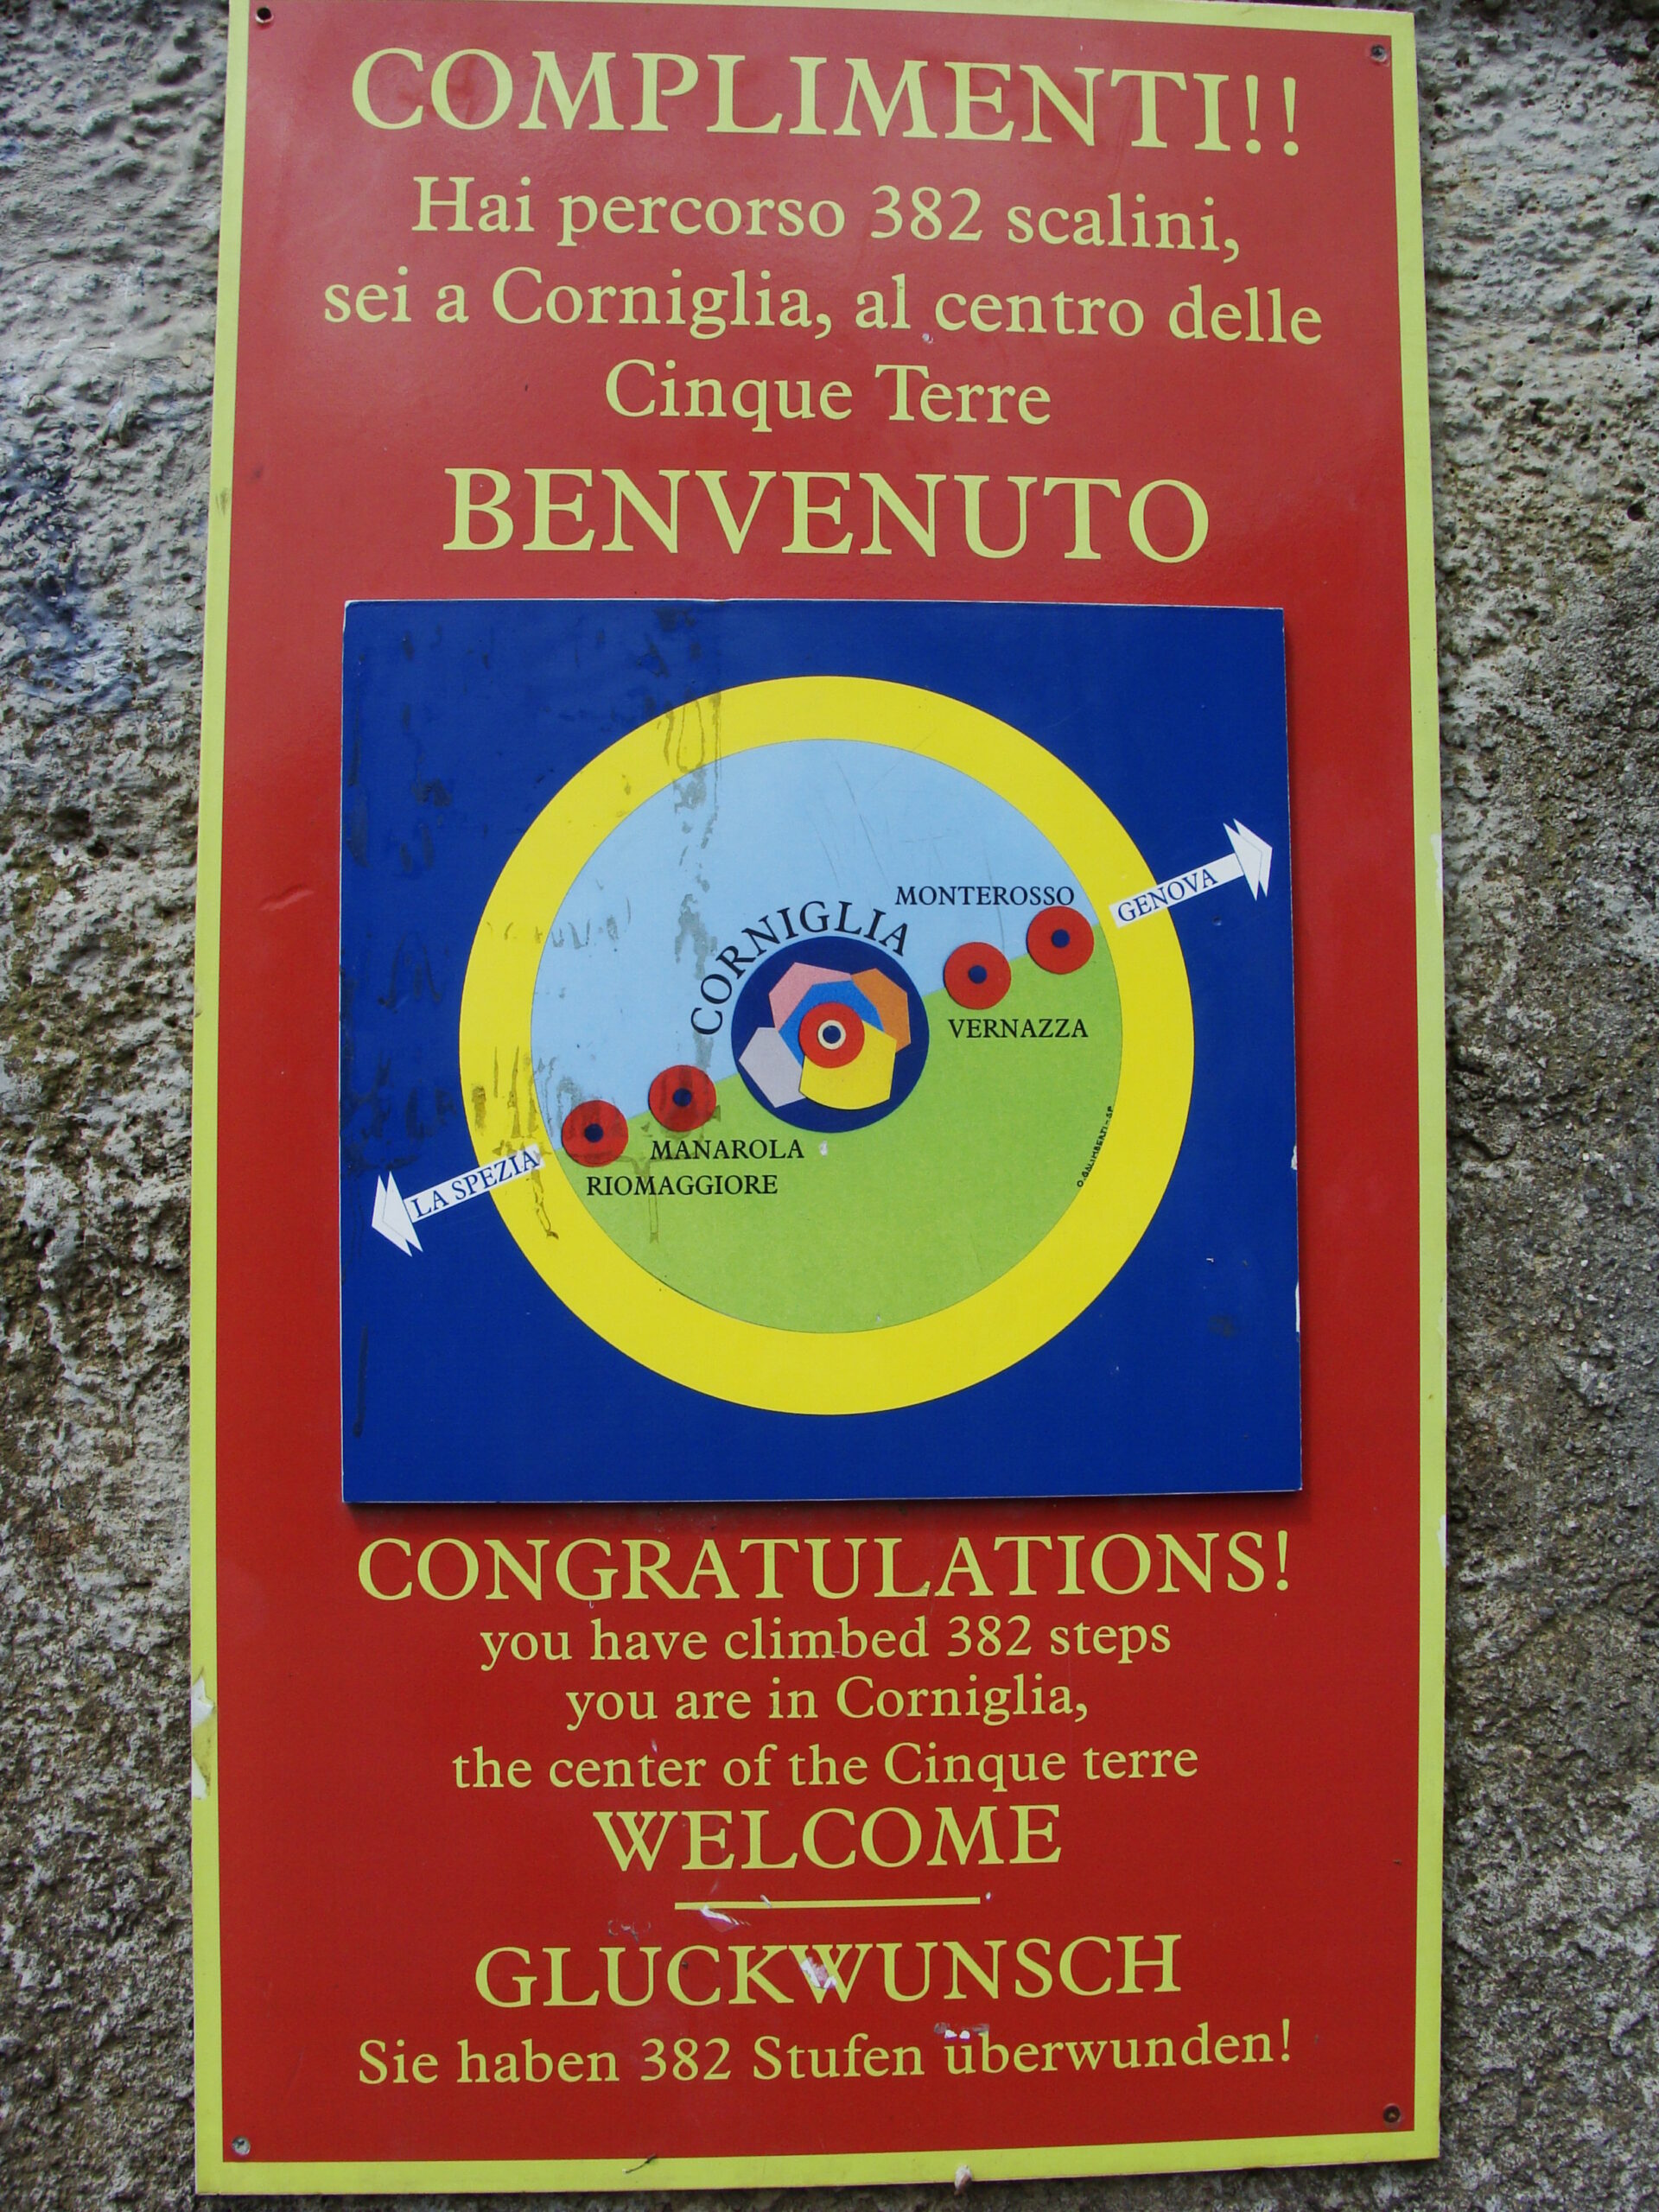 COMPLIMENTI!!
Hai percorso 382 scalini,
sei a Corniglia, al centro delle
Cinque Terre
BENVENUTO
MONTEROSSO
GENOVA
CORNIGLIA
VERNAZZA
MANAROLA
LA SPEZIA
RIOMAGGIORE
O. GALIMBERTI - SP
CONGRATULATIONS!
you have climbed 382 steps
you are in Corniglia,
the center of the Cinque terre
WELCOME
GLUCKWUNSCH
Sie haben 382 Stufen überwunden!